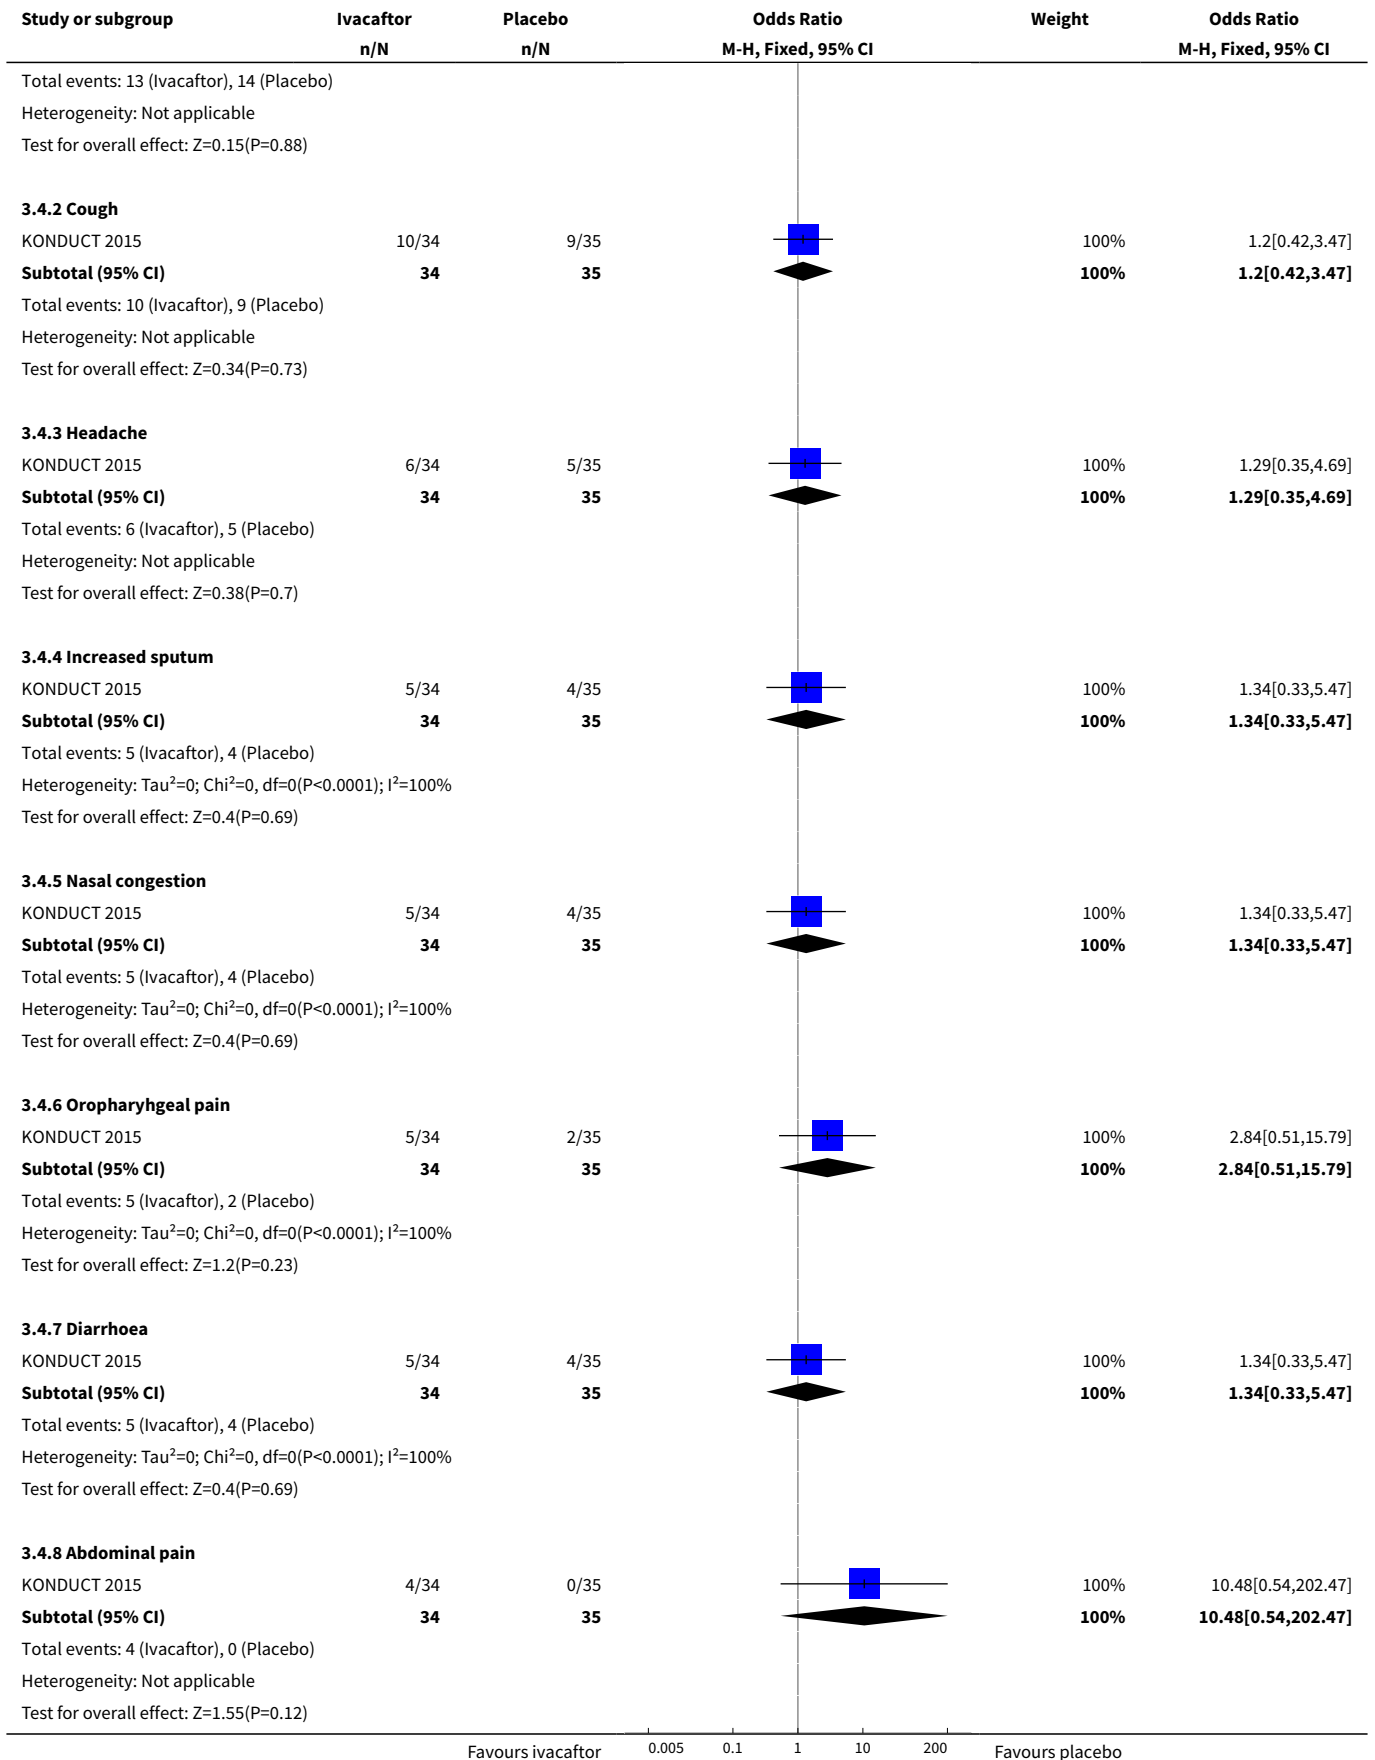 Study or subgroup Ivacaftor Placebo Odds Ratio Weight Odds Ratio
n/N n/N M-H, Fixed, 95% CI M-H, Fixed, 95% CI
Total events: 13 (Ivacaftor), 14 (Placebo)
Heterogeneity: Not applicable
Test for overall effect: Z=0.15(P=0.88)
3.4.2 Cough
KONDUCT 2015 10/34 9/35 100% 1.2[0.42,3.47]
Subtotal (95% CI) 34 35 100% 1.2[0.42,3.47]
Total events: 10 (Ivacaftor), 9 (Placebo)
Heterogeneity: Not applicable
Test for overall effect: Z=0.34(P=0.73)
3.4.3 Headache
KONDUCT 2015 6/34 5/35 100% 1.29[0.35,4.69]
Subtotal (95% CI) 34 35 100% 1.29[0.35,4.69]
Total events: 6 (Ivacaftor), 5 (Placebo)
Heterogeneity: Not applicable
Test for overall effect: Z=0.38(P=0.7)
3.4.4 Increased sputum
KONDUCT 2015 5/34 4/35 100% 1.34[0.33,5.47]
Subtotal (95% CI) 34 35 100% 1.34[0.33,5.47]
Total events: 5 (Ivacaftor), 4 (Placebo)
Heterogeneity: Tau²=0; Chi²=0, df=0(P<0.0001); I²=100%
Test for overall effect: Z=0.4(P=0.69)
3.4.5 Nasal congestion
KONDUCT 2015 5/34 4/35 100% 1.34[0.33,5.47]
Subtotal (95% CI) 34 35 100% 1.34[0.33,5.47]
Total events: 5 (Ivacaftor), 4 (Placebo)
Heterogeneity: Tau²=0; Chi²=0, df=0(P<0.0001); I²=100%
Test for overall effect: Z=0.4(P=0.69)
3.4.6 Oropharyhgeal pain
KONDUCT 2015 5/34 2/35 100% 2.84[0.51,15.79]
Subtotal (95% CI) 34 35 100% 2.84[0.51,15.79]
Total events: 5 (Ivacaftor), 2 (Placebo)
Heterogeneity: Tau²=0; Chi²=0, df=0(P<0.0001); I²=100%
Test for overall effect: Z=1.2(P=0.23)
3.4.7 Diarrhoea
KONDUCT 2015 5/34 4/35 100% 1.34[0.33,5.47]
Subtotal (95% CI) 34 35 100% 1.34[0.33,5.47]
Total events: 5 (Ivacaftor), 4 (Placebo)
Heterogeneity: Tau²=0; Chi²=0, df=0(P<0.0001); I²=100%
Test for overall effect: Z=0.4(P=0.69)
3.4.8 Abdominal pain
KONDUCT 2015 4/34 0/35 100% 10.48[0.54,202.47]
Subtotal (95% CI) 34 35 100% 10.48[0.54,202.47]
Total events: 4 (Ivacaftor), 0 (Placebo)
Heterogeneity: Not applicable
Test for overall effect: Z=1.55(P=0.12)
Favours ivacaftor 0.005 0.1 1 10 200 Favours placebo